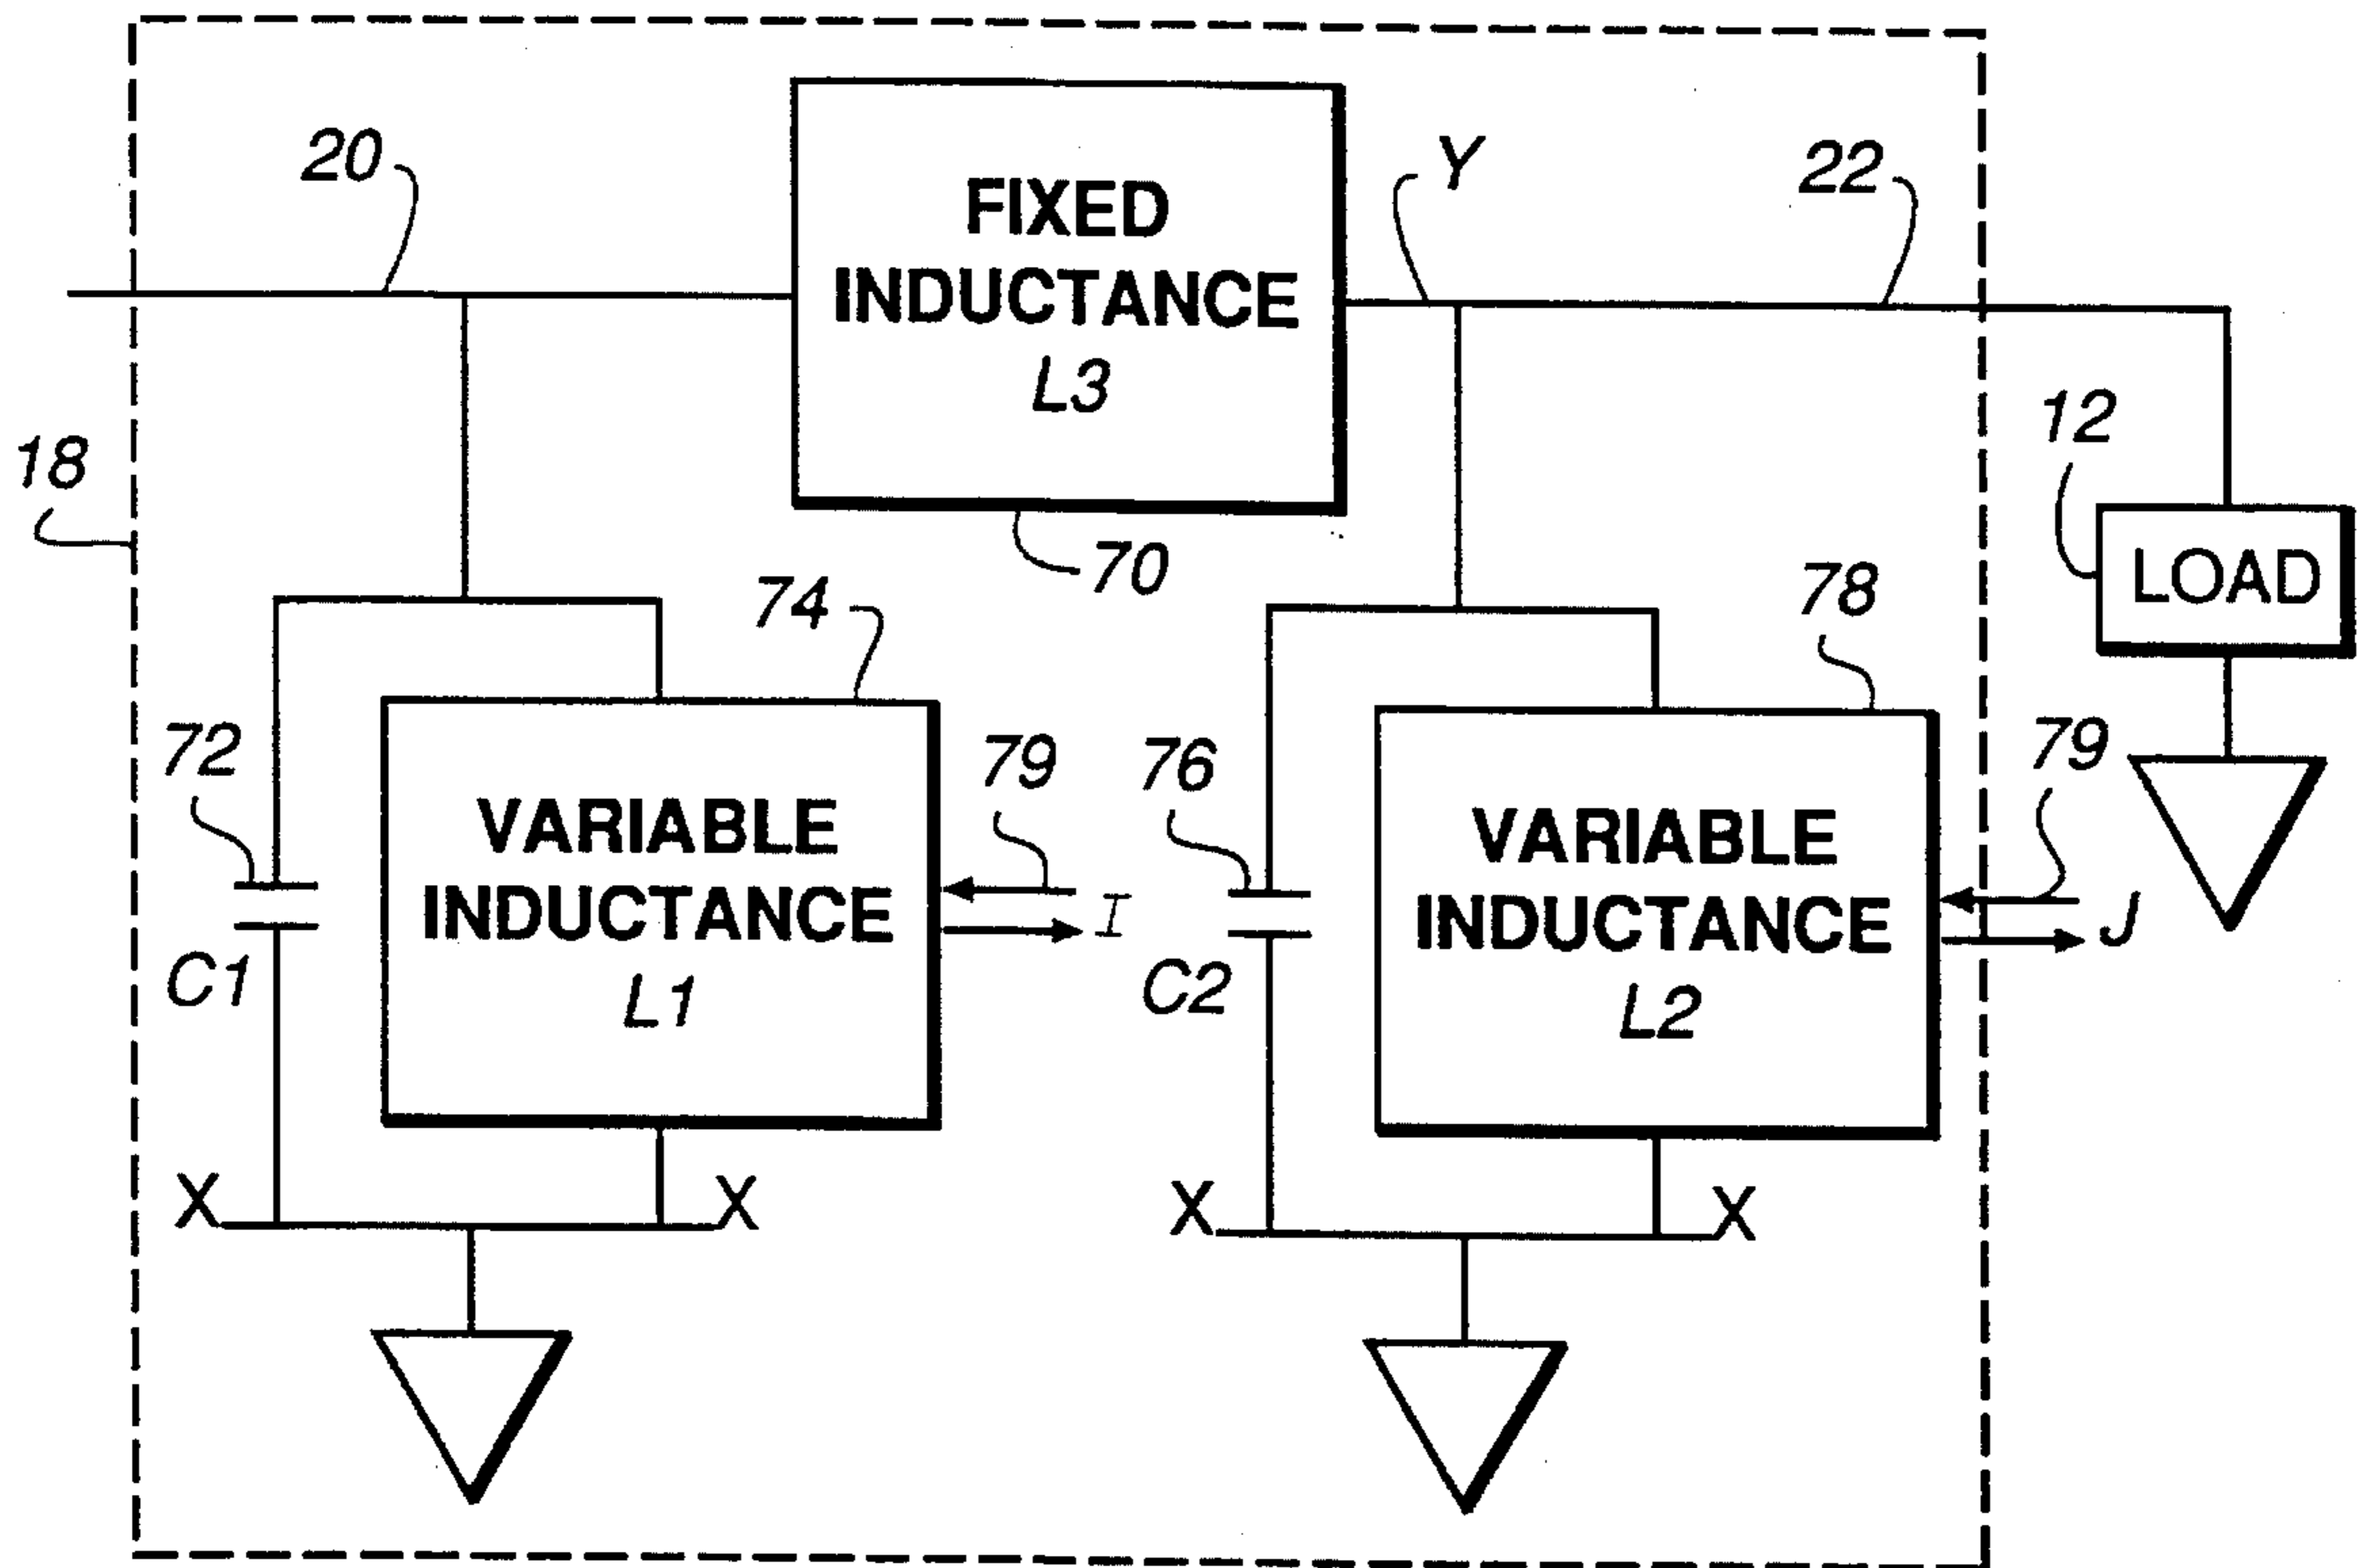 20
FIXED
INDUCTANCE
L3
Y
22
12
18
70
LOAD
74
78
72
79
76
79
VARIABLE
INDUCTANCE
L1
I
VARIABLE
INDUCTANCE
L2
J
C1
C2
X
X
X
X